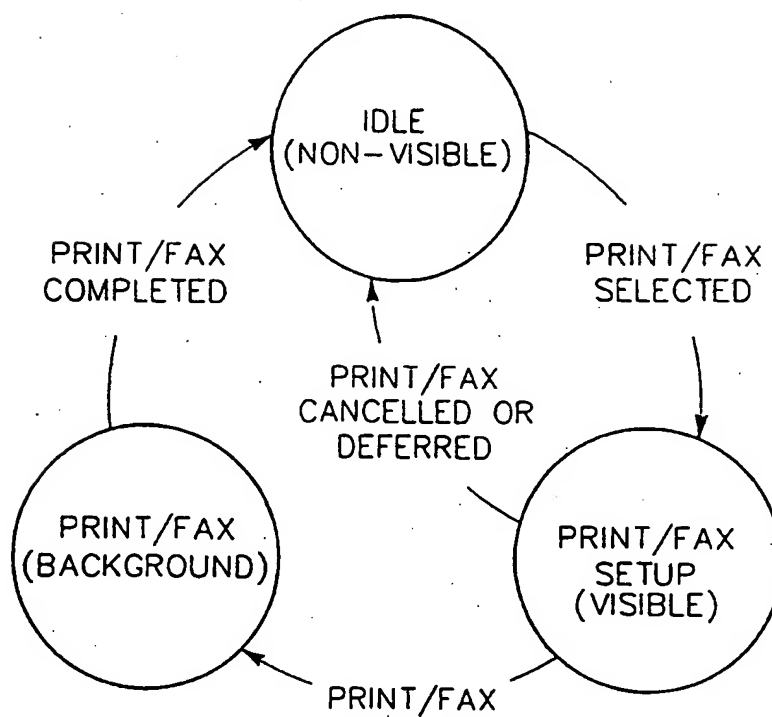 IDLE
(NON-VISIBLE)
PRINT/FAX
COMPLETED
PRINT/FAX
SELECTED
PRINT/FAX
CANCELLED OR
DEFERRED
PRINT/FAX
(BACKGROUND)
PRINT/FAX
SETUP
(VISIBLE)
PRINT/FAX